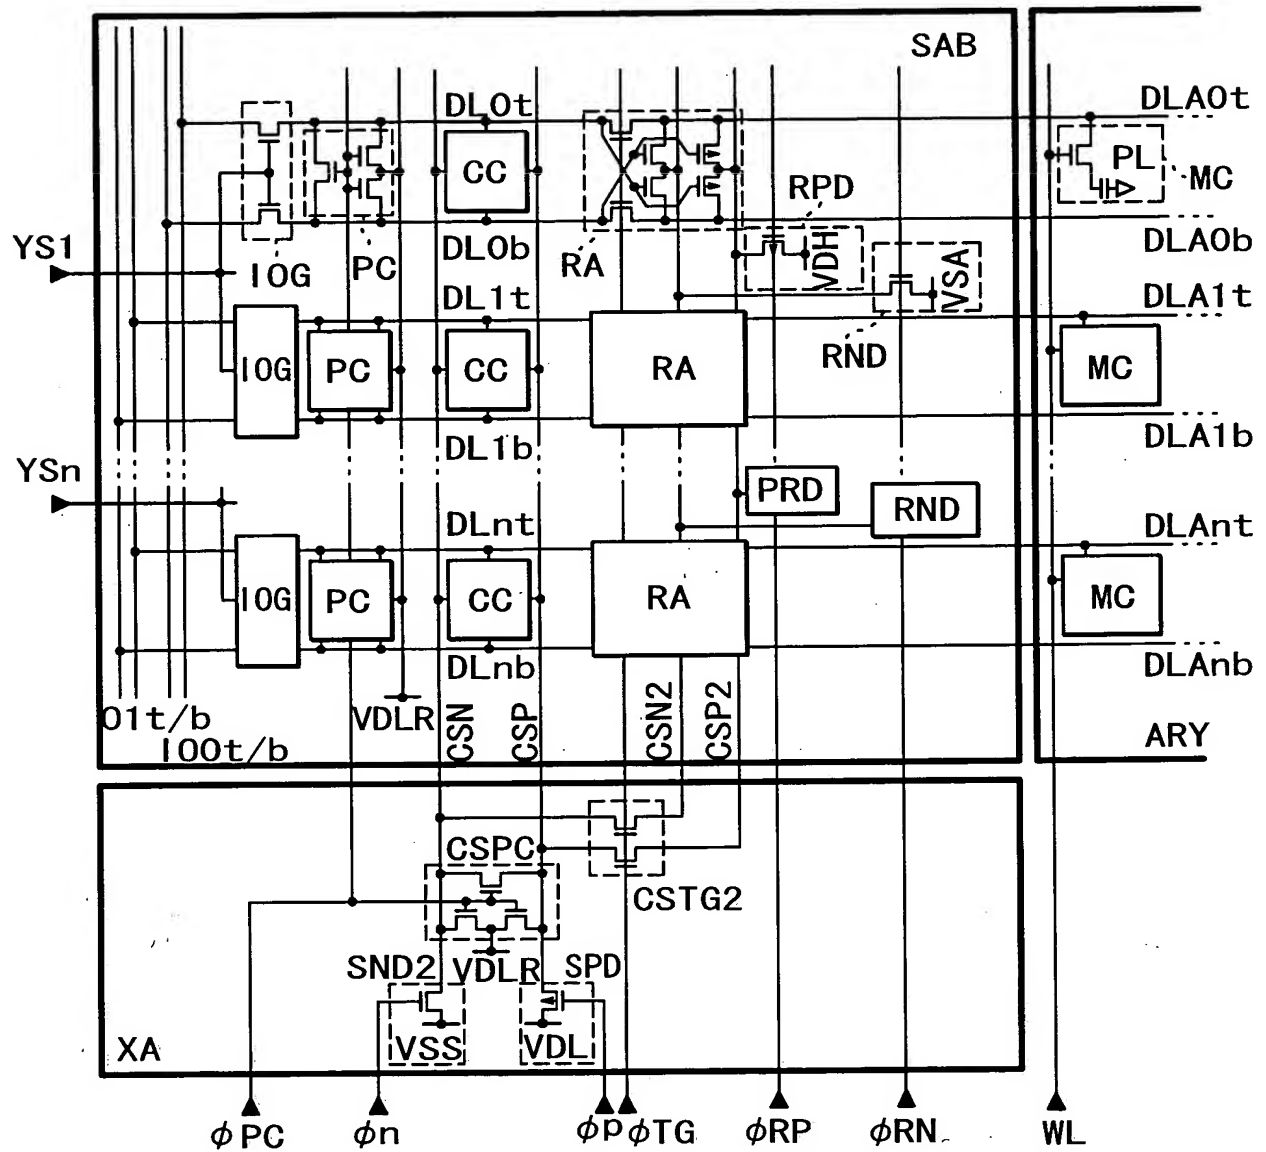 SAB
DL0t
DLA0t
CC
PL
MC
RPD
YS1
IOG
PC
DL0b
RA
VDH
VSA
DLA0b
DL1t
DLA1t
RND
IOG
PC
CC
RA
MC
DL1b
DLA1b
YSn
PRD
RND
DLnt
DLAnt
IOG
PC
CC
RA
MC
DLnb
DLAnb
O1t/b
VDLR
CSN
CSP
CSN2
CSP2
IO0t/b
ARY
CSPC
CSTG2
SND2
VDLR
SPD
XA
VSS
VDL
φPC
φn
φp
φTG
φRP
φRN
WL